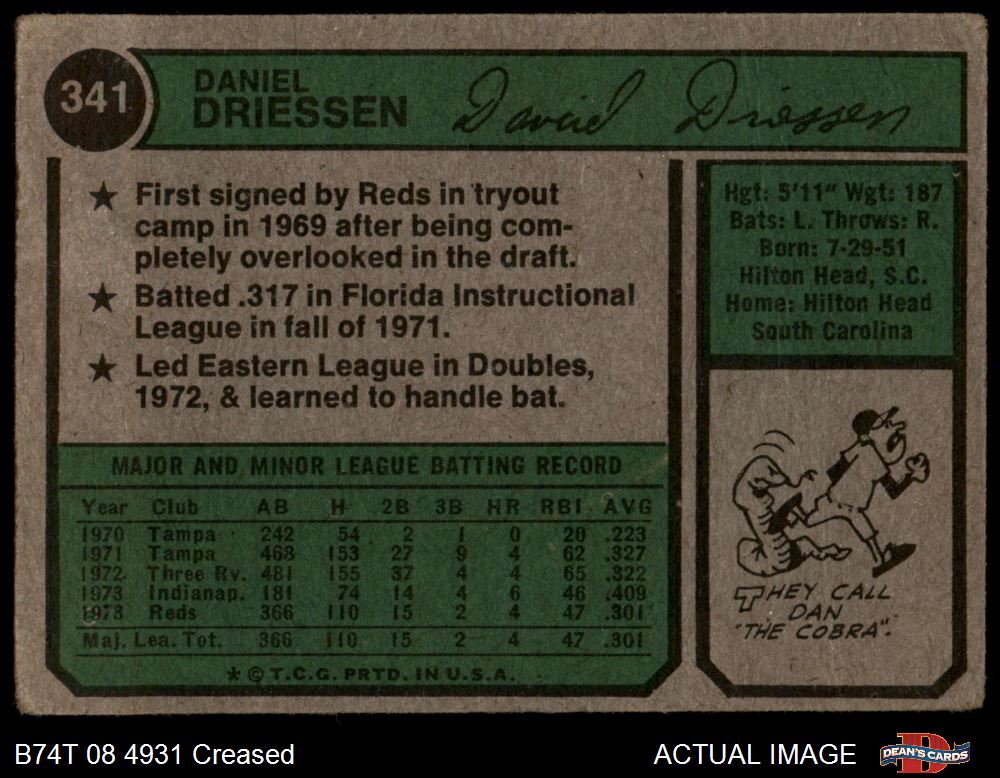 341
DANIEL
DRIESSEN
Daniel Driessen
★ First signed by Reds in tryout
camp in 1969 after being com-
pletely overlooked in the draft.
★ Batted .317 in Florida Instructional
League in fall of 1971.
★ Led Eastern League in Doubles,
1972, & learned to handle bat.
Hgt: 5'11" Wgt: 187
Bats: L. Throws: R.
Born: 7-29-51
Hilton Head, S.C.
Home: Hilton Head
South Carolina
MAJOR AND MINOR LEAGUE BATTING RECORD
Year Club AB H 2B 3B HR RBI AVG
1970 Tampa 242 54 2 1 0 20 .223
1971 Tampa 468 153 27 9 4 62 .327
1972 Three Rv. 481 155 37 4 4 65 .322
1973 Indianap. 181 74 14 4 6 46 .409
1973 Reds 366 110 15 2 4 47 .301
Maj. Lea. Tot. 366 110 15 2 4 47 .301
* © T.C.G. PRTD. IN U.S.A.
THEY CALL
DAN
"THE COBRA".
B74T 08 4931 Creased
ACTUAL IMAGE
DEAN'S CARDS